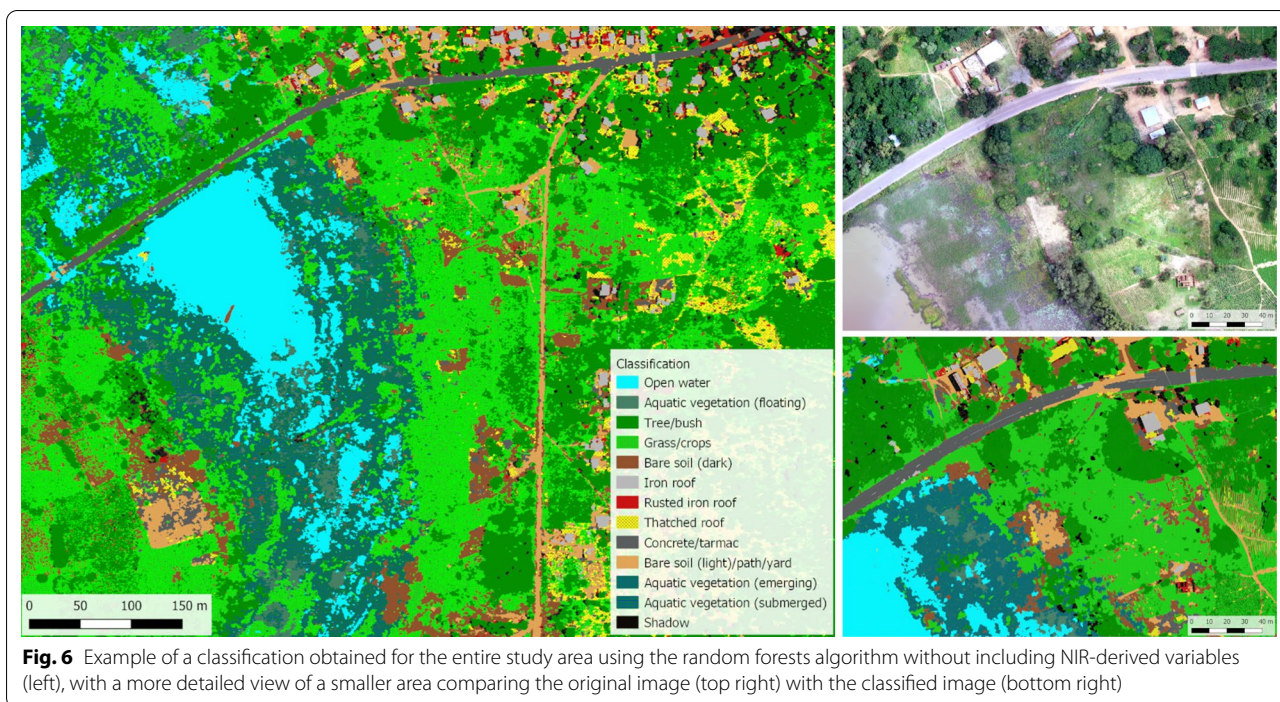 Classification
Open water
Aquatic vegetation (floating)
Tree/bush
Grass/crops
Bare soil (dark)
Iron roof
Rusted iron roof
Thatched roof
Concrete/tarmac
Bare soil (light)/path/yard
Aquatic vegetation (emerging)
Aquatic vegetation (submerged)
Shadow
0 50 100 150 m
0 10 20 30 40 m
0 10 20 30 40 m
Fig. 6 Example of a classification obtained for the entire study area using the random forests algorithm without including NIR-derived variables
(left), with a more detailed view of a smaller area comparing the original image (top right) with the classified image (bottom right)